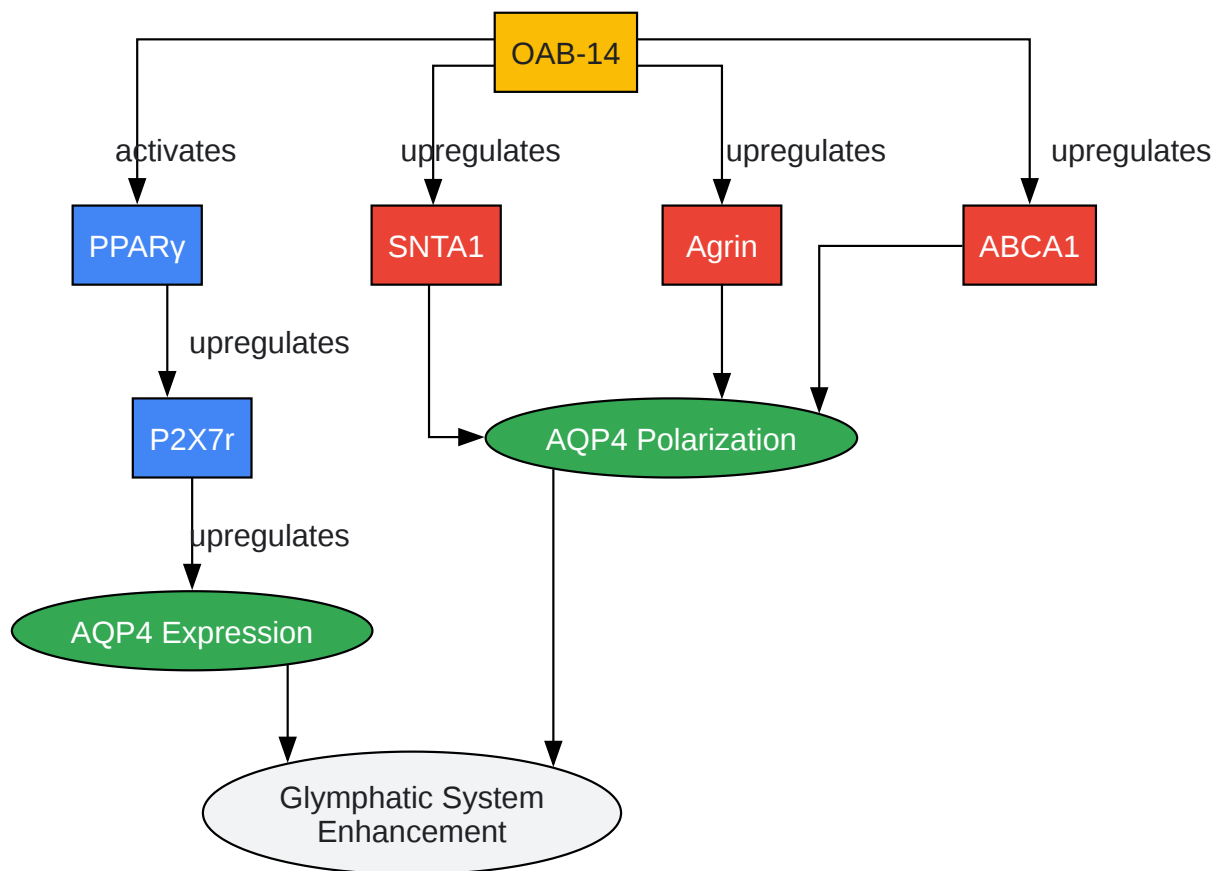 OAB-14
activates
upregulates
upregulates
upregulates
PPARγ
SNTA1
Agrin
ABCA1
upregulates
P2X7r
AQP4 Polarization
upregulates
AQP4 Expression
Glymphatic System
Enhancement